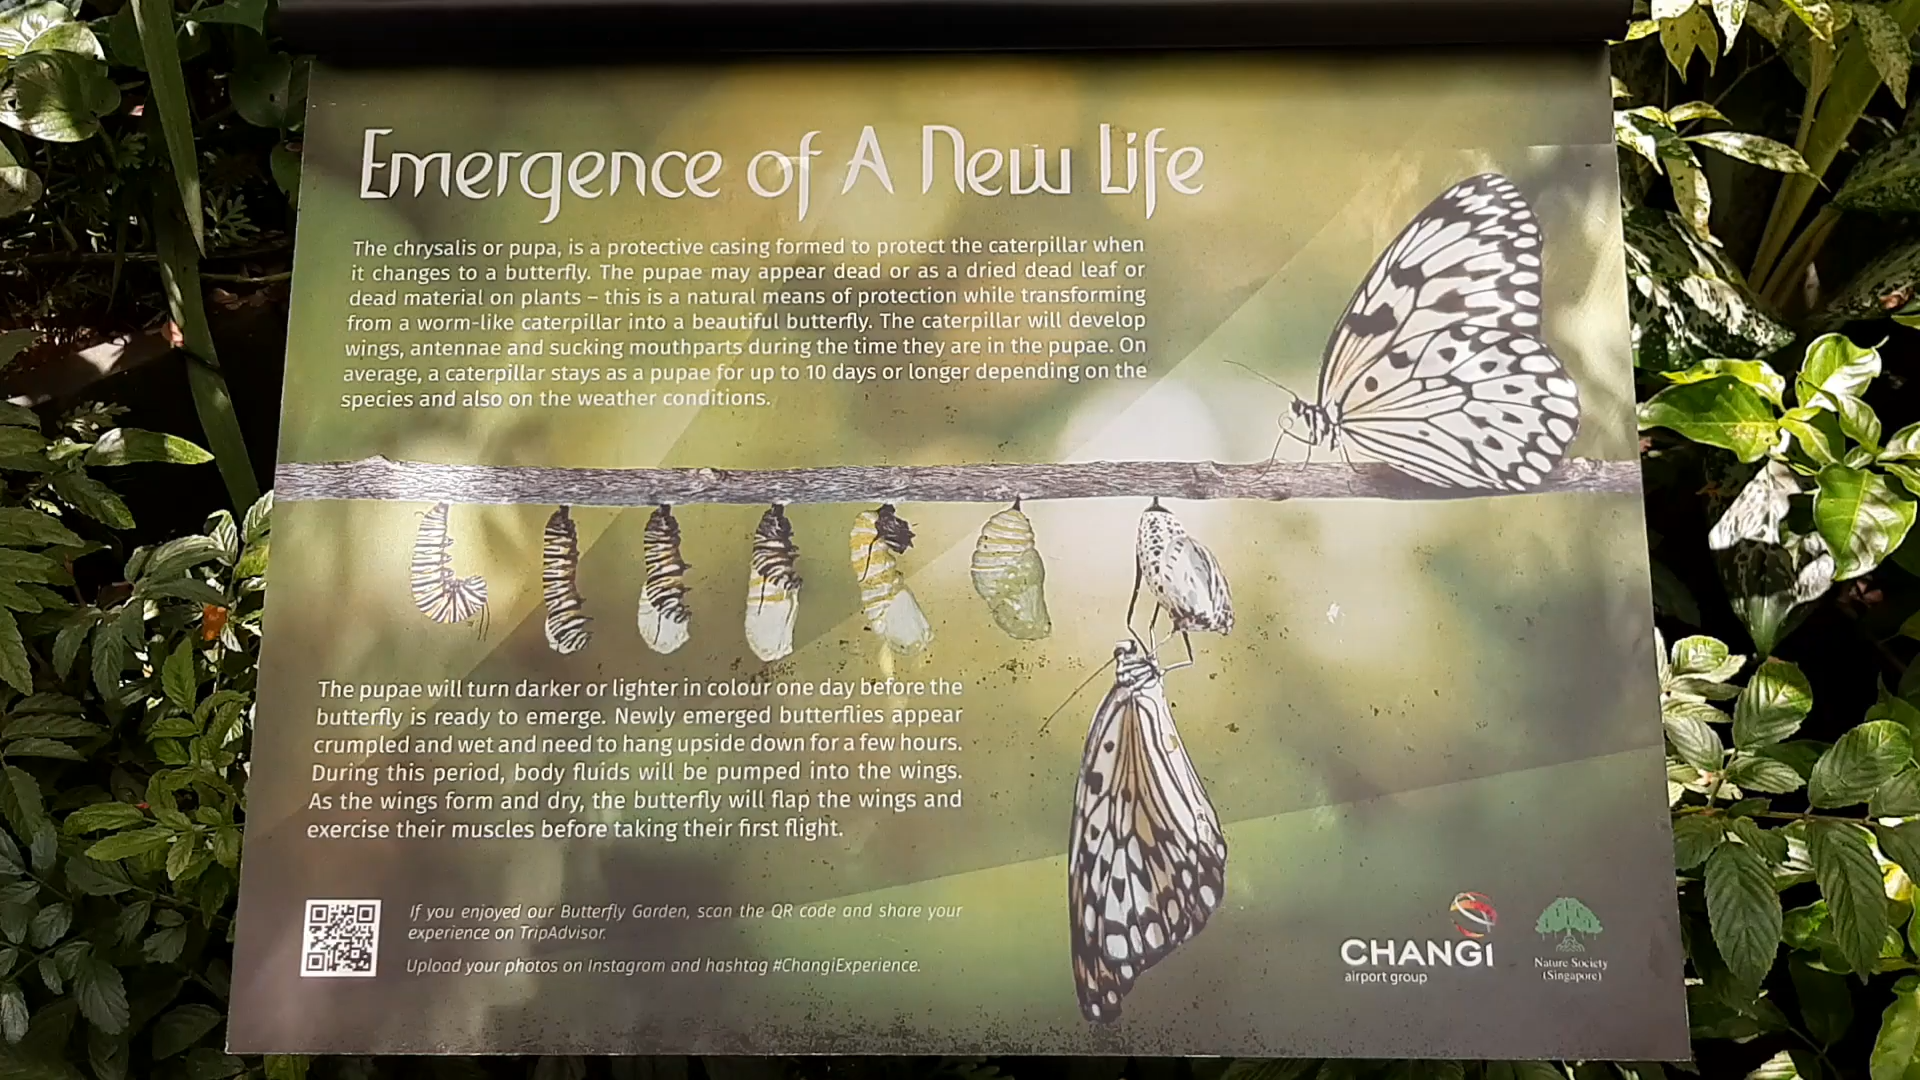 Emergence of A New Life
The chrysalis or pupa, is a protective casing formed to protect the caterpillar when
it changes to a butterfly. The pupae may appear dead or as a dried dead leaf or
dead material on plants – this is a natural means of protection while transforming
from a worm-like caterpillar into a beautiful butterfly. The caterpillar will develop
wings, antennae and sucking mouthparts during the time they are in the pupae. On
average, a caterpillar stays as a pupae for up to 10 days or longer depending on the
species and also on the weather conditions.
The pupae will turn darker or lighter in colour one day before the
butterfly is ready to emerge. Newly emerged butterflies appear
crumpled and wet and need to hang upside down for a few hours.
During this period, body fluids will be pumped into the wings.
As the wings form and dry, the butterfly will flap the wings and
exercise their muscles before taking their first flight.
If you enjoyed our Butterfly Garden, scan the QR code and share your
experience on TripAdvisor.
Upload your photos on Instagram and hashtag #ChangiExperience.
CHANGI
airport group
Nature Society
(Singapore)